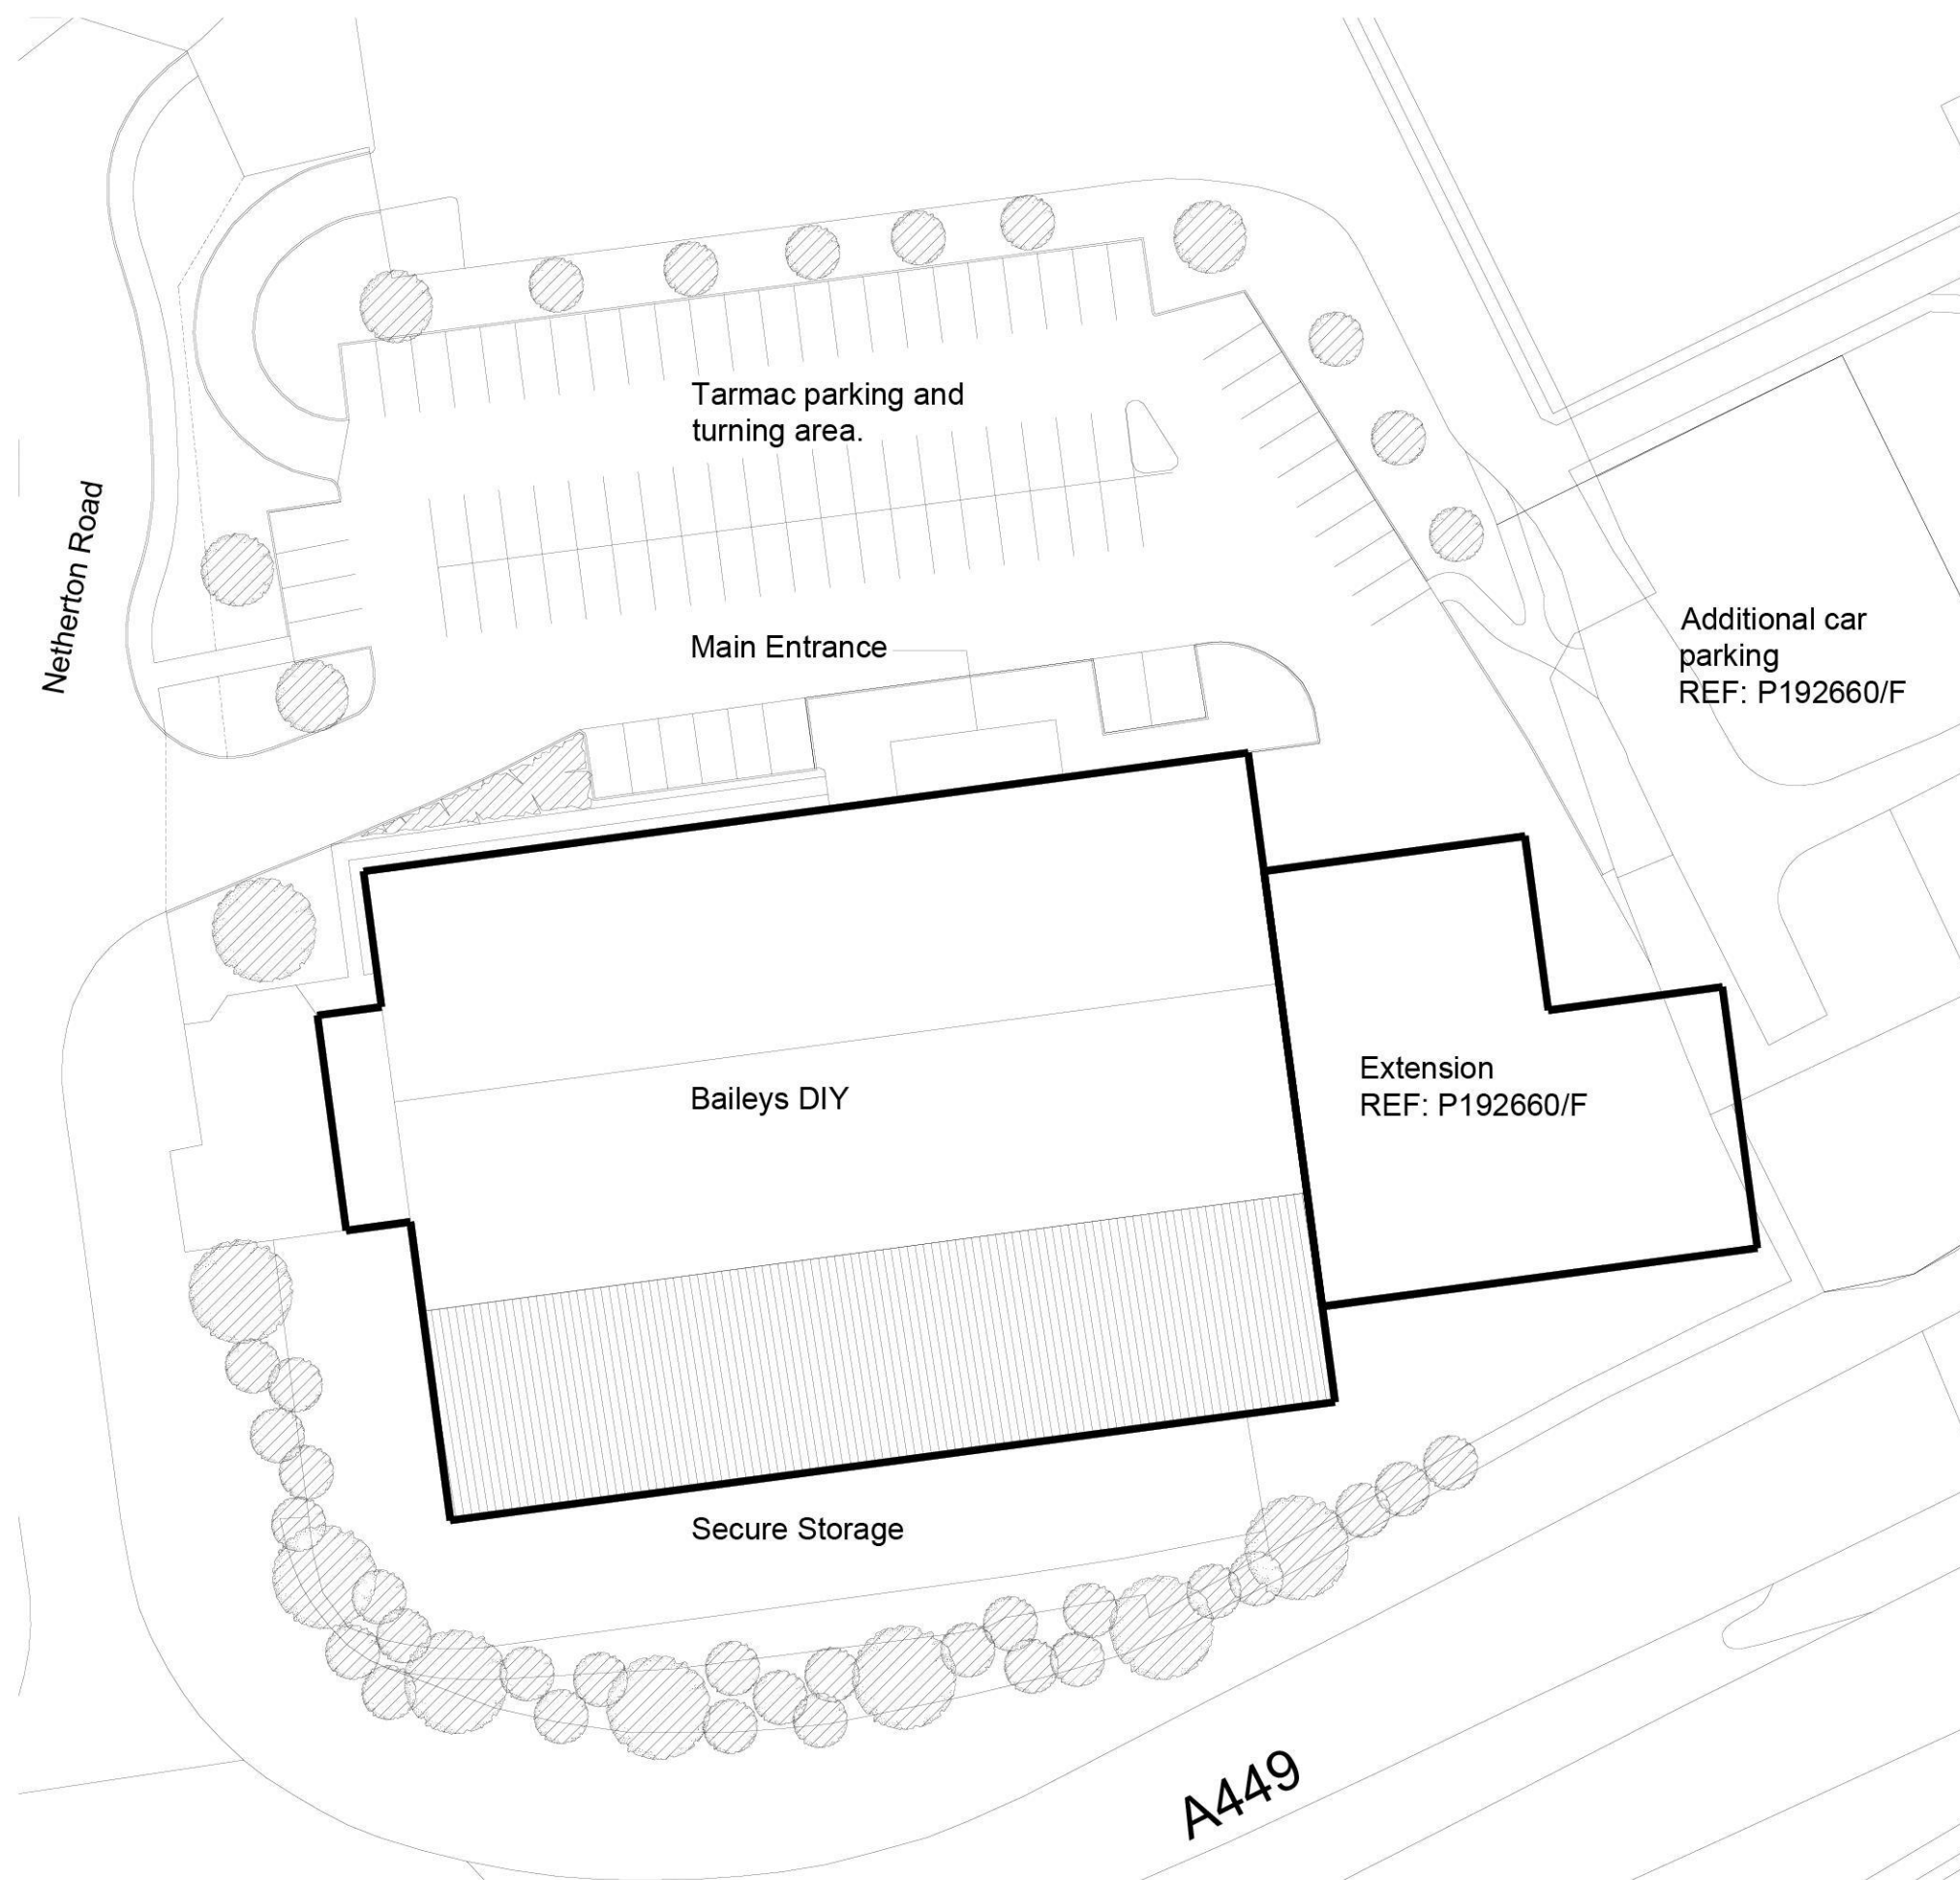 Tarmac parking and
turning area.
Netherton Road
Main Entrance
Additional car
parking
REF: P192660/F
Baileys DIY
Extension
REF: P192660/F
Secure Storage
A449